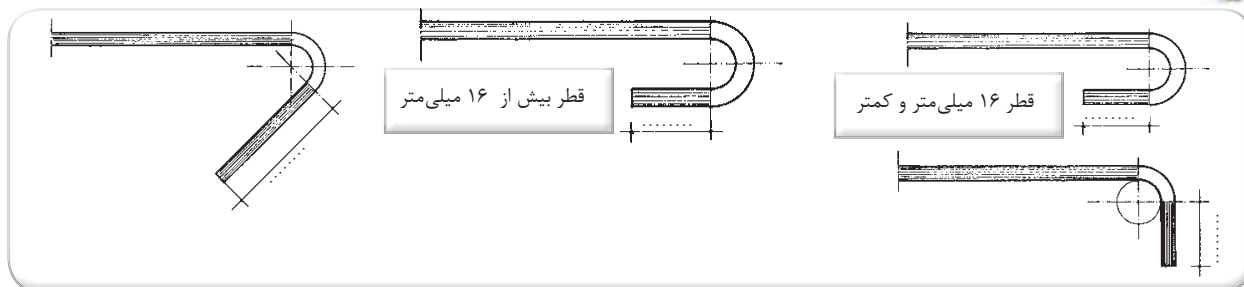 قطر ۱۶ میلی‌متر و کمتر
قطر بیش از ۱۶ میلی‌متر